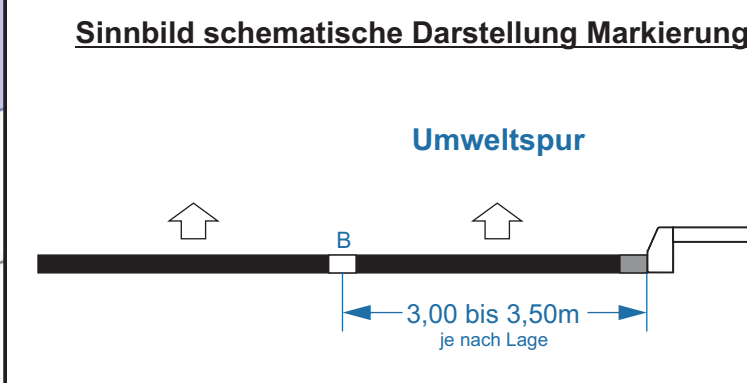 Sinnbild schematische Darstellung Markierung
Umweltspur
B
3,00 bis 3,50m
je nach Lage